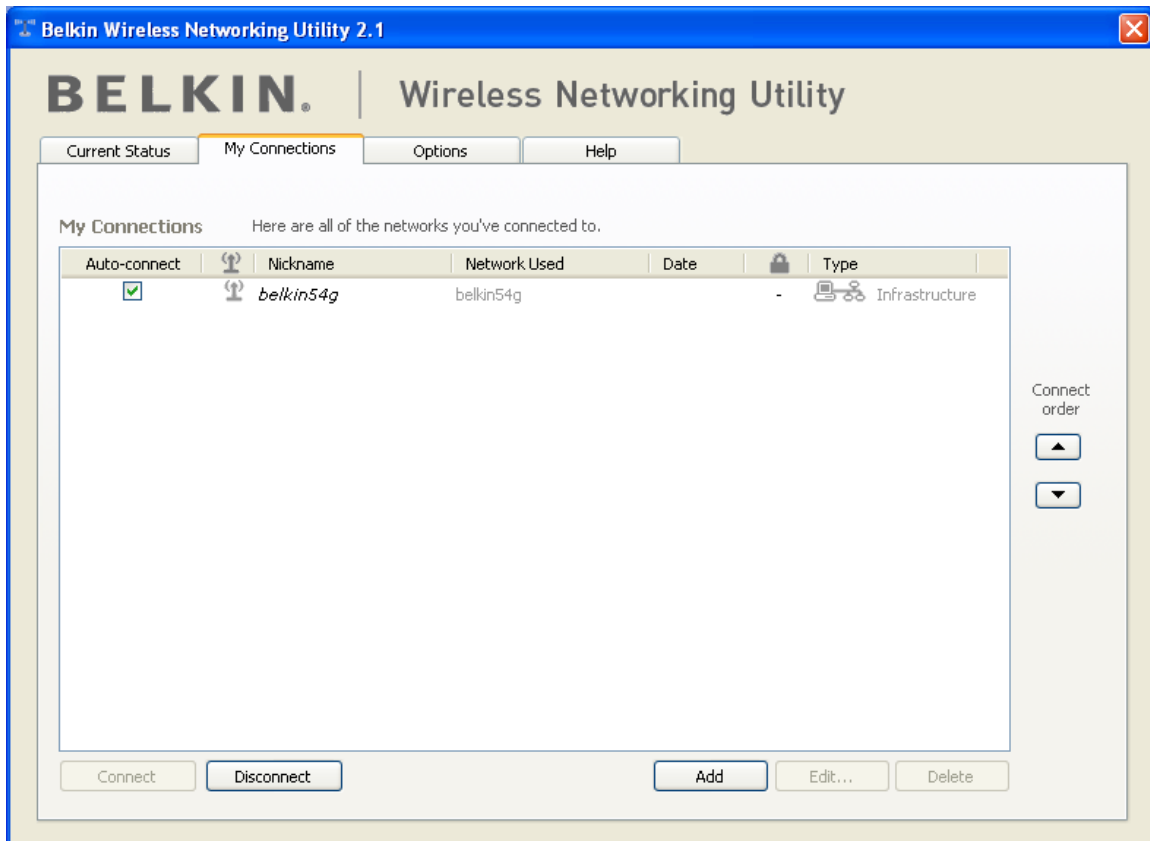 Belkin Wireless Networking Utility 2.1
BELKIN. Wireless Networking Utility
Current Status My Connections Options Help
My Connections Here are all of the networks you've connected to.
Auto-connect Nickname Network Used Date Type
belkin54g belkin54g - Infrastructure
Connect
order
Connect Disconnect Add Edit... Delete